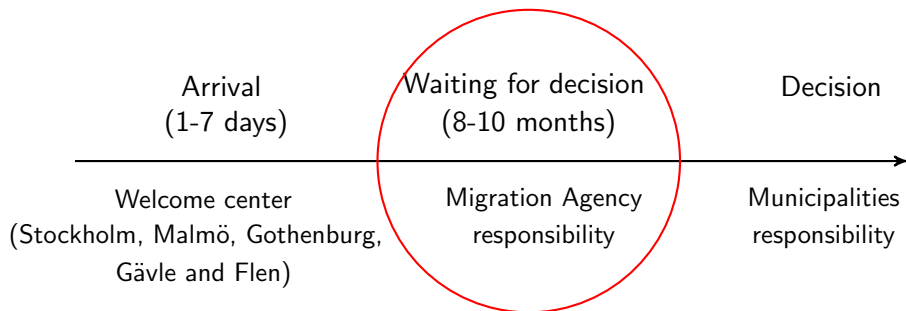 Arrival
(1-7 days)
Waiting for decision
(8-10 months)
Decision
Welcome center
(Stockholm, Malmö, Gothenburg,
Gävle and Flen)
Migration Agency
responsibility
Municipalities
responsibility